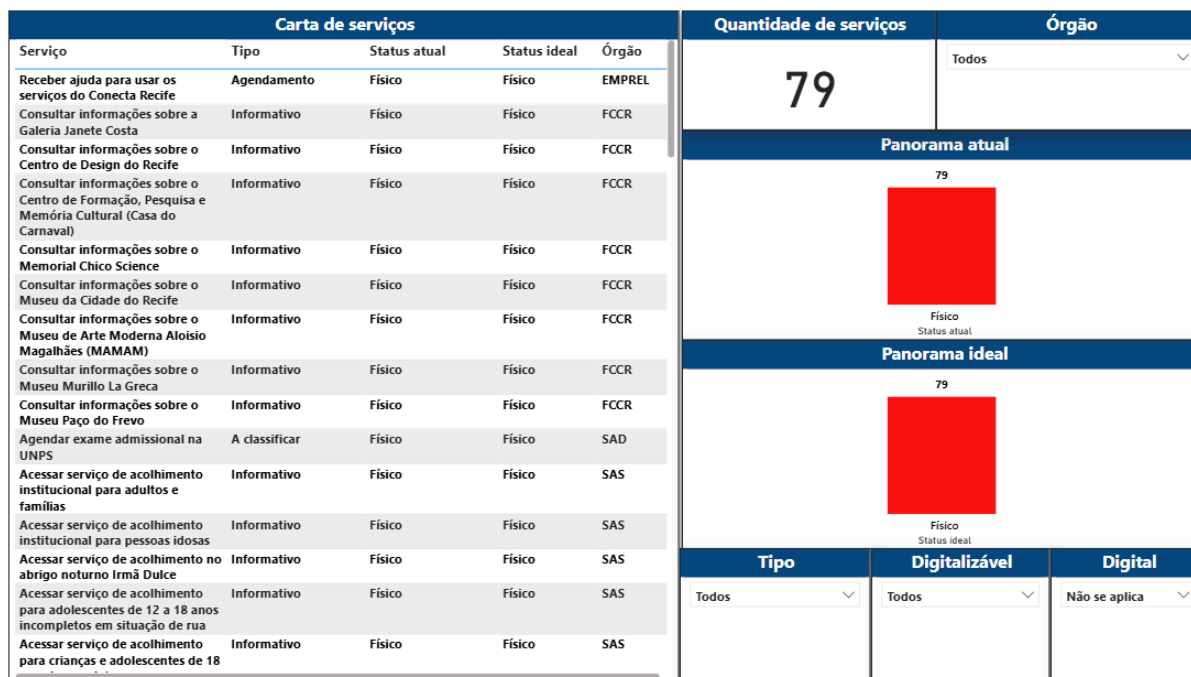 Carta de serviços
Serviço Tipo Status atual Status ideal Órgão
Receber ajuda para usar os Agendamento Físico Físico EMPREL
serviços do Conecta Recife
Consultar informações sobre a Informativo Físico Físico FCCR
Galeria Janete Costa
Consultar informações sobre o Informativo Físico Físico FCCR
Centro de Design do Recife
Consultar informações sobre o Informativo Físico Físico FCCR
Centro de Formação, Pesquisa e
Memória Cultural (Casa do
Carnaval)
Consultar informações sobre o Informativo Físico Físico FCCR
Memorial Chico Science
Consultar informações sobre o Informativo Físico Físico FCCR
Museu da Cidade do Recife
Consultar informações sobre o Informativo Físico Físico FCCR
Museu de Arte Moderna Aloisio
Magalhães (MAMAM)
Consultar informações sobre o Informativo Físico Físico FCCR
Museu Murillo La Greca
Consultar informações sobre o Informativo Físico Físico FCCR
Museu Paço do Frevo
Agendar exame admissional na A classificar Físico Físico SAD
UNPS
Acessar serviço de acolhimento Informativo Físico Físico SAS
institucional para adultos e
famílias
Acessar serviço de acolhimento Informativo Físico Físico SAS
institucional para pessoas idosas
Acessar serviço de acolhimento no Informativo Físico Físico SAS
abrigo noturno Irmã Dulce
Acessar serviço de acolhimento Informativo Físico Físico SAS
para adolescentes de 12 a 18 anos
incompletos em situação de rua
Acessar serviço de acolhimento Informativo Físico Físico SAS
para crianças e adolescentes de 18
Quantidade de serviços
79
Órgão
Todos
Panorama atual
79
Físico
Status atual
Panorama ideal
79
Físico
Status ideal
Tipo
Todos
Digitalizável
Todos
Digital
Não se aplica